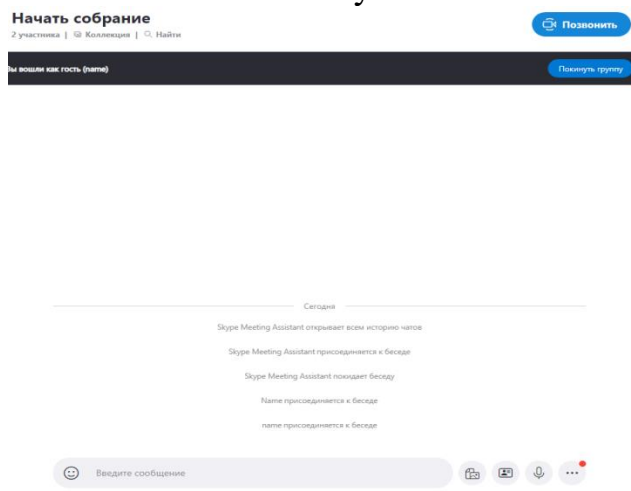 Начать собрание
Позвонить
2 участника | Коллекция | Найти
Вы вошли как гость (name)
Покинуть группу
Сегодня
Skype Meeting Assistant открывает всем историю чатов
Skype Meeting Assistant присоединяется к беседе
Skype Meeting Assistant покидает беседу
Name присоединяется к беседе
name присоединяется к беседе
Введите сообщение